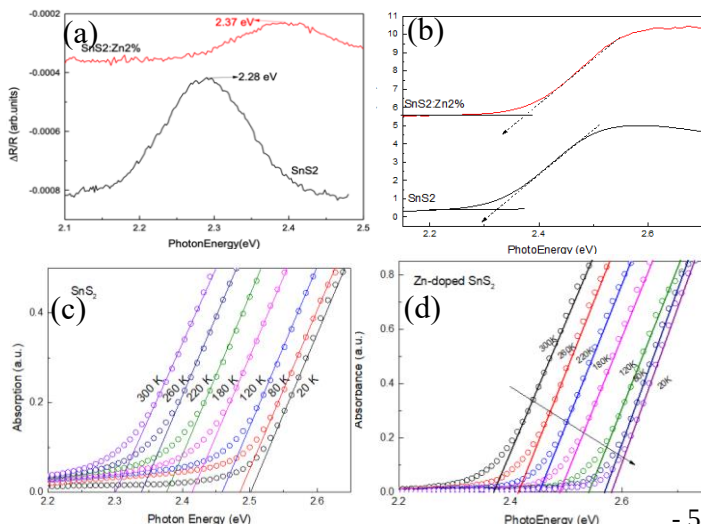 (a)
-0.0002
-0.0004
-0.0006
-0.0008
ΔR/R (arb.units)
SnS2:Zn2%
2.37 eV
2.28 eV
SnS2
2.1 2.2 2.3 2.4 2.5
PhotonEnergy(eV)
(b)
11
10
9
8
7
6
5
4
3
2
1
0
SnS2:Zn2%
SnS2
2.2 2.4 2.6
PhotoEnergy (eV)
(c)
SnS2
0.4
0.2
0.0
Absorption (a.u.)
300 K 260 K 220 K 180 K 120 K 80 K 20 K
2.2 2.3 2.4 2.5 2.6
Photon Energy (eV)
(d)
Zn-doped SnS2
0.8
0.6
0.4
0.2
0.0
Absorbance (a.u.)
300K 260K 220K 180K 120K 80K 20K
2.2 2.4 2.6
PhotoEnergy(eV)
- 5